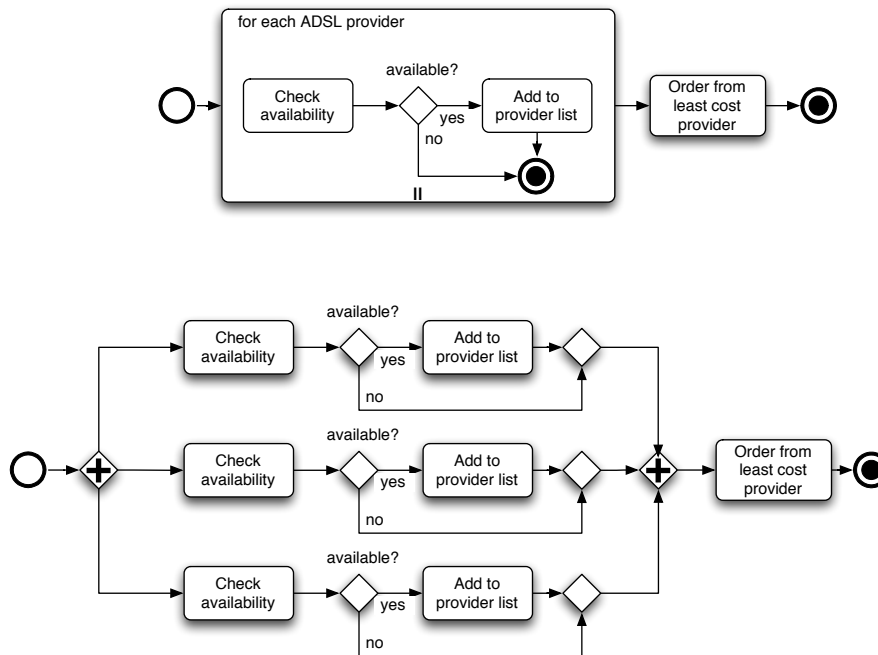 for each ADSL provider
available?
Check
availability
yes
Add to
provider list
no
Order from
least cost
provider
available?
Check
availability
yes
Add to
provider list
no
available?
Check
availability
yes
Add to
provider list
no
Order from
least cost
provider
available?
Check
availability
yes
Add to
provider list
no